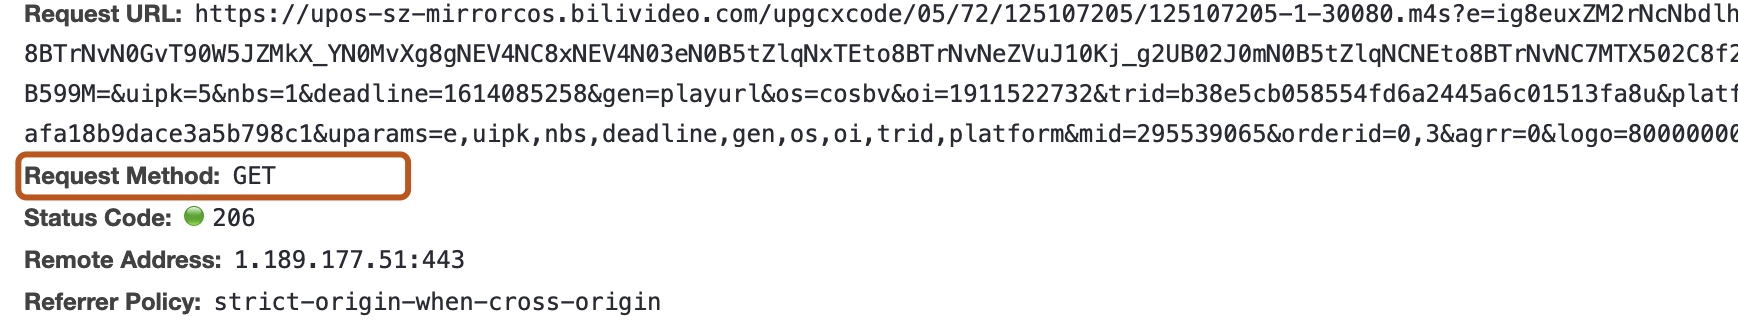 Request URL: https://upos-sz-mirrorcos.bilivideo.com/upgcxcode/05/72/125107205/125107205-1-30080.m4s?e=ig8euxZM2rNcNbdlh
8BTrNvN0GvT90W5JZMkX_YN0MvXg8gNEV4NC8xNEV4N03eN0B5tZlqNxTEto8BTrNvNeZVuJ10Kj_g2UB02J0mN0B5tZlqNCNEto8BTrNvNC7MTX502C8f2
B599M=&uipk=5&nbs=1&deadline=1614085258&gen=playurl&os=cosbv&oi=1911522732&trid=b38e5cb058554fd6a2445a6c01513fa8u&platf
afa18b9dace3a5b798c1&uparams=e,uipk,nbs,deadline,gen,os,oi,trid,platform&mid=295539065&orderid=0,3&agrr=0&logo=80000000
Request Method: GET
Status Code: 206
Remote Address: 1.189.177.51:443
Referrer Policy: strict-origin-when-cross-origin